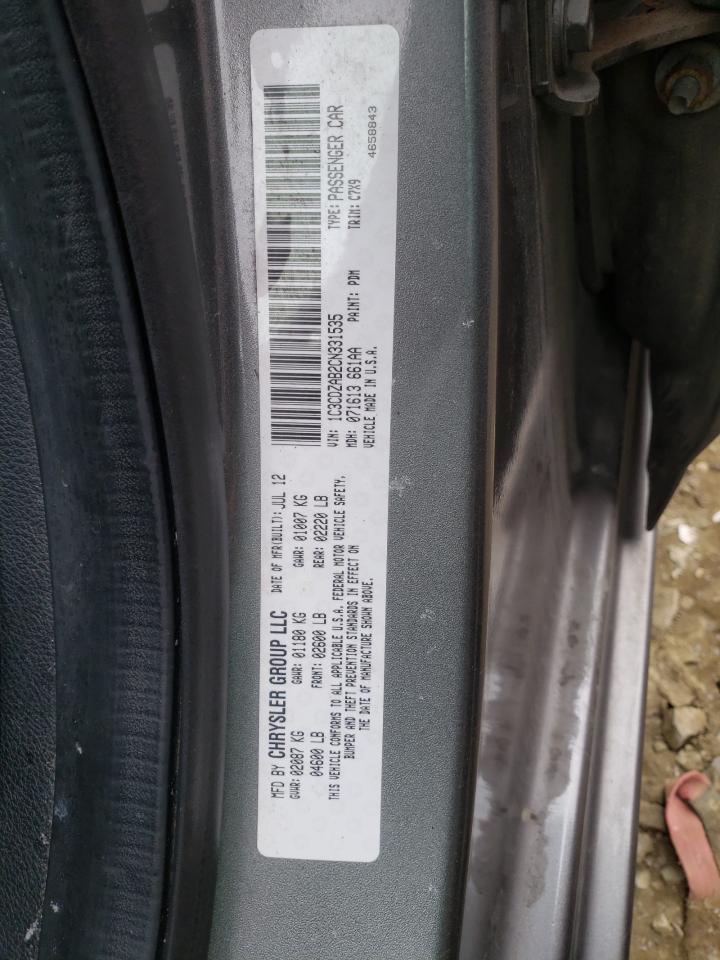 MFD BY CHRYSLER GROUP LLC DATE OF MFR(BUILT): JUL 12
GVWR: 02087 KG GAWR: 01180 KG GAWR: 01007 KG
04600 LB FRONT: 02600 LB REAR: 02220 LB
THIS VEHICLE CONFORMS TO ALL APPLICABLE U.S.A. FEDERAL MOTOR VEHICLE SAFETY,
BUMPER AND THEFT PREVENTION STANDARDS IN EFFECT ON
THE DATE OF MANUFACTURE SHOWN ABOVE.
VIN: 1C3CDZAB2CN331535 TYPE: PASSENGER CAR
MDH: 071613 661AA PAINT: PDM TRIM: C7X9
VEHICLE MADE IN U.S.A. 4658843